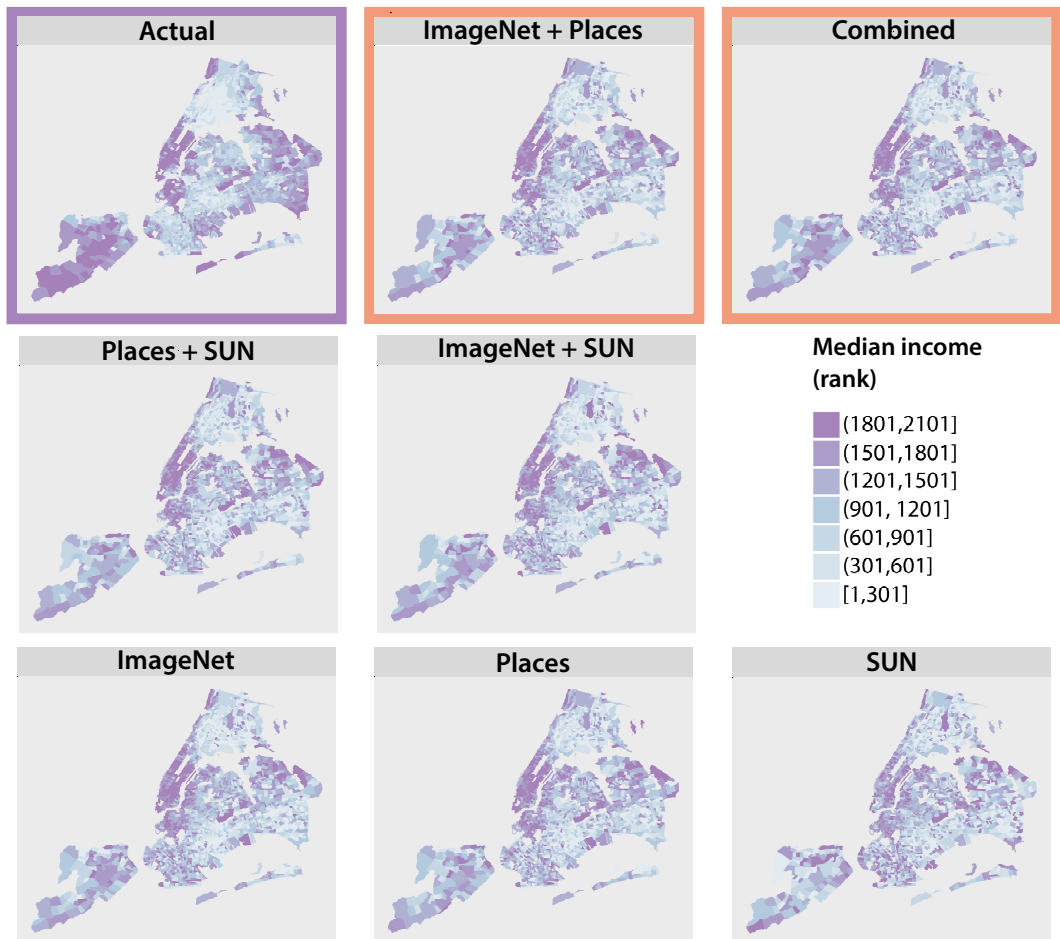 Actual
ImageNet + Places
Combined
Places + SUN
ImageNet + SUN
Median income
(rank)
(1801,2101]
(1501,1801]
(1201,1501]
(901, 1201]
(601,901]
(301,601]
[1,301]
ImageNet
Places
SUN